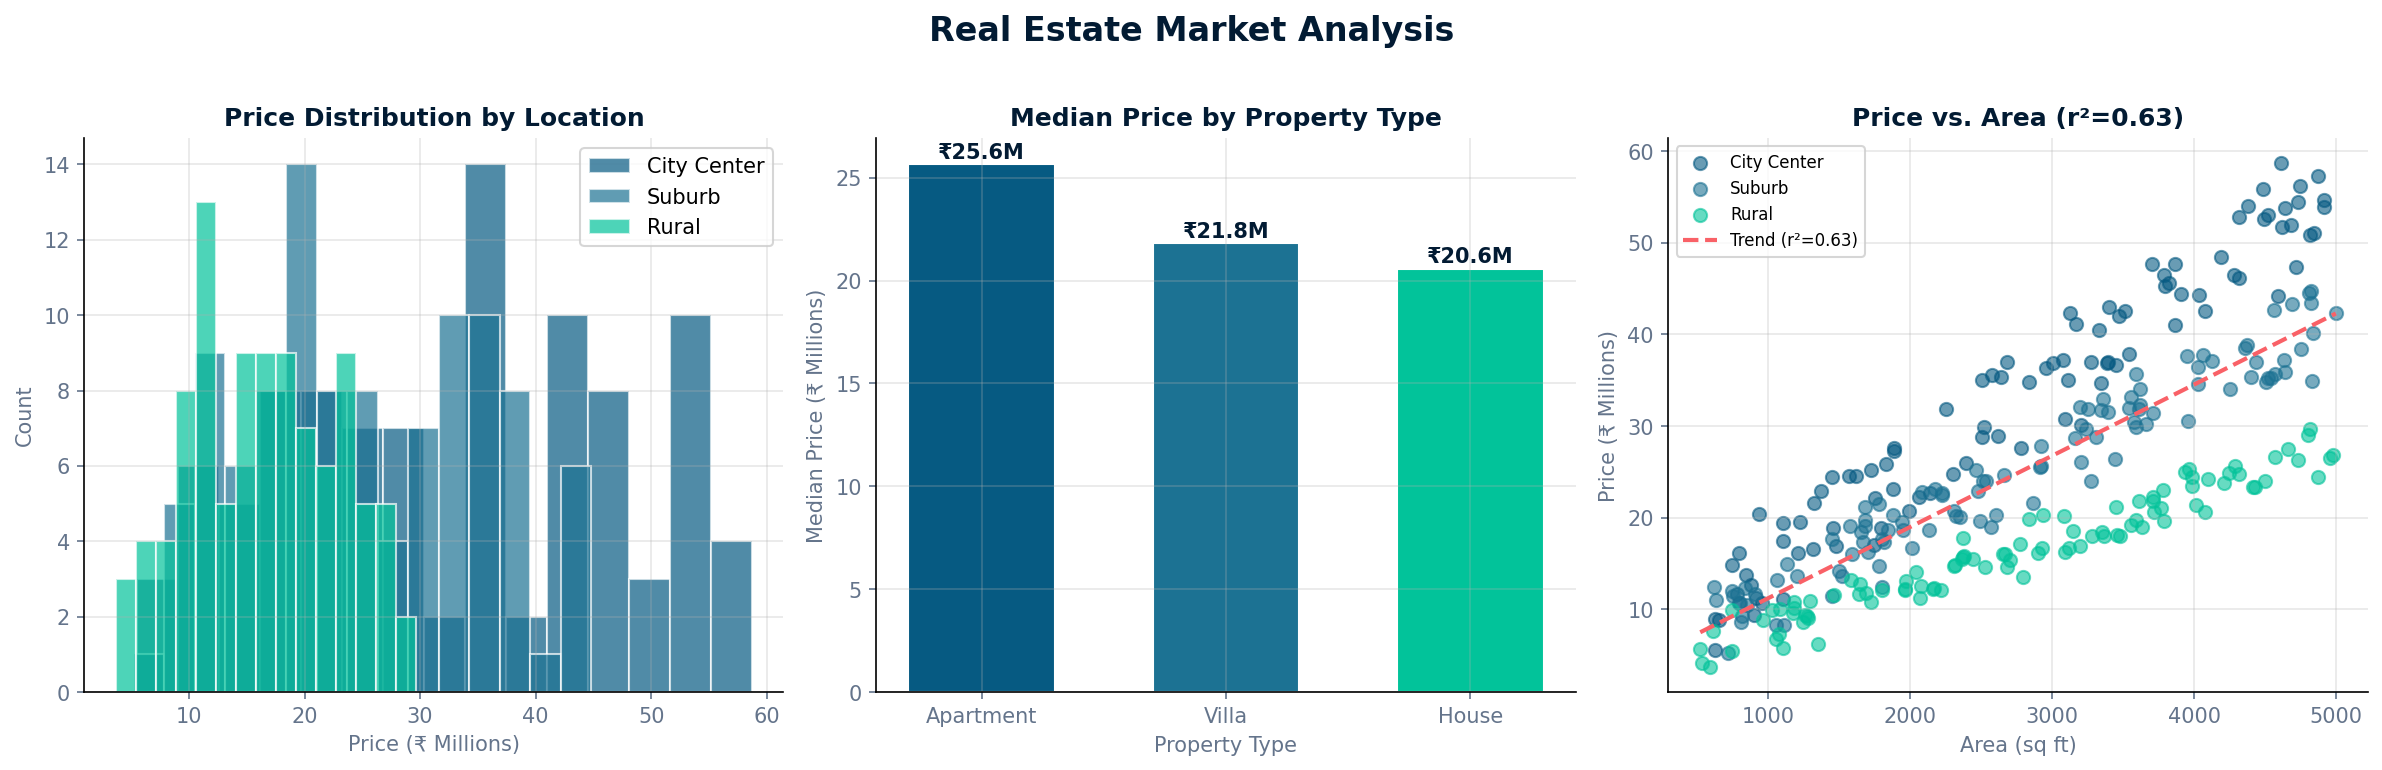 Real Estate Market Analysis
Price Distribution by Location
14
12
10
8
6
4
2
0
Count
10 20 30 40 50 60
Price (₹ Millions)
City Center
Suburb
Rural
Median Price by Property Type
25
20
15
10
5
0
Median Price (₹ Millions)
₹25.6M
₹21.8M
₹20.6M
Apartment Villa House
Property Type
Price vs. Area (r²=0.63)
60
50
40
30
20
10
Price (₹ Millions)
City Center
Suburb
Rural
Trend (r²=0.63)
1000 2000 3000 4000 5000
Area (sq ft)